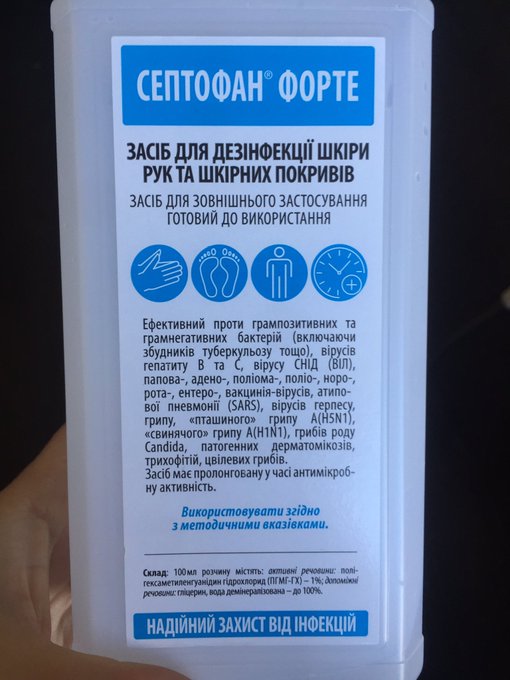 СЕПТОФАН® ФОРТЕ
ЗАСІБ ДЛЯ ДЕЗІНФЕКЦІЇ ШКІРИ
РУК ТА ШКІРНИХ ПОКРИВІВ
ЗАСІБ ДЛЯ ЗОВНІШНЬОГО ЗАСТОСУВАННЯ
ГОТОВИЙ ДО ВИКОРИСТАННЯ
Ефективний проти грампозитивних та
грамнегативних бактерій (включаючи
збудників туберкульозу тощо), вірусів
гепатиту В та С, вірусу СНІД (ВІЛ),
папова-, адено-, поліома-, поліо-, норо-,
рота-, ентеро-, вакцинія-вірусів, атипо-
вої пневмонії (SARS), вірусів герпесу,
грипу, «пташиного» грипу А(H5N1),
«свинячого» грипу А(H1N1), грибів роду
Candida, патогенних дерматомікозів,
трихофітій, цвілевих грибів.
Засіб має пролонговану у часі антимікроб-
ну активність.
Використовувати згідно
з методичними вказівками.
Склад: 100мл розчину містять: активні речовини: полі-
гексаметиленгуанідин гідрохлорид (ПГМГ-ГХ) – 1%; допоміжні
речовини: гліцерин, вода демінералізована – до 100%.
НАДІЙНИЙ ЗАХИСТ ВІД ІНФЕКЦІЙ